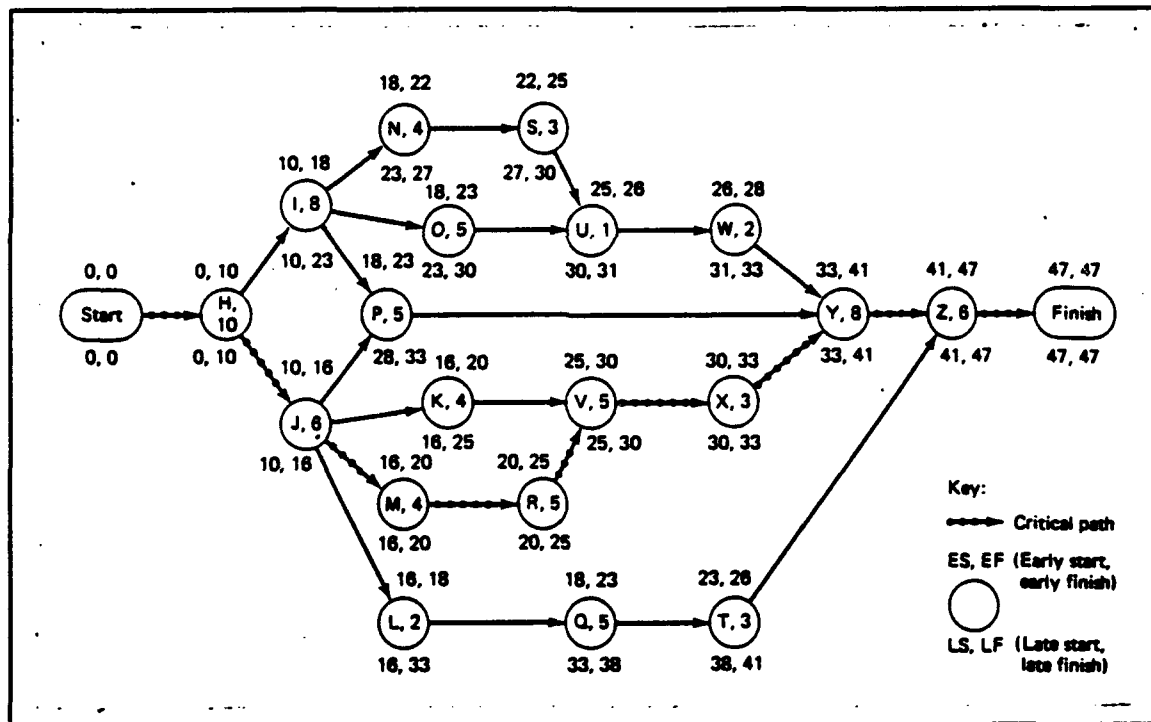 18, 22
N, 4
23, 27
22, 25
S, 3
27, 30
10, 18
I, 8
10, 23
18, 23
O, 5
23, 30
25, 26
U, 1
30, 31
26, 28
W, 2
31, 33
0, 0
Start
0, 0
0, 10
H,
10
0, 10
18, 23
P, 5
28, 33
33, 41
Y, 8
33, 41
41, 47
Z, 6
41, 47
47, 47
Finish
47, 47
10, 16
J, 6
10, 16
16, 20
K, 4
16, 25
25, 30
V, 5
25, 30
30, 33
X, 3
30, 33
16, 20
M, 4
16, 20
20, 25
R, 5
20, 25
16, 18
L, 2
16, 33
18, 23
Q, 5
33, 38
23, 26
T, 3
38, 41
Key:
Critical path
ES, EF (Early start,
early finish)
LS, LF (Late start,
late finish)